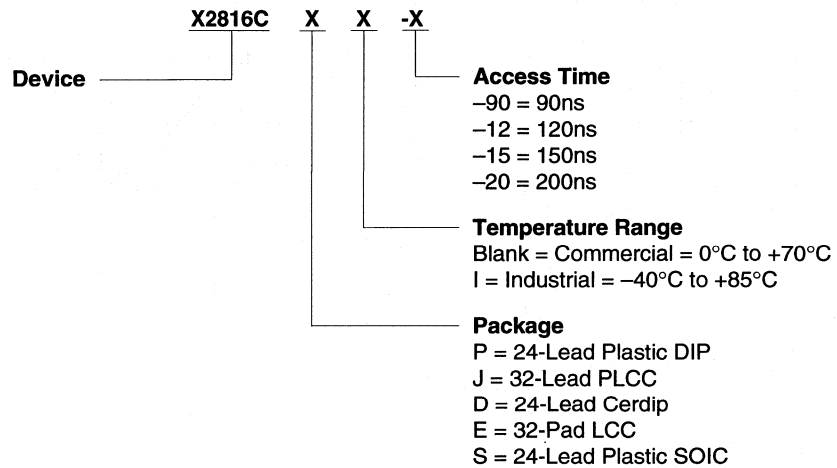 X2816C X X -X
Device
Access Time
–90 = 90ns
–12 = 120ns
–15 = 150ns
–20 = 200ns
Temperature Range
Blank = Commercial = 0°C to +70°C
I = Industrial = –40°C to +85°C
Package
P = 24-Lead Plastic DIP
J = 32-Lead PLCC
D = 24-Lead Cerdip
E = 32-Pad LCC
S = 24-Lead Plastic SOIC